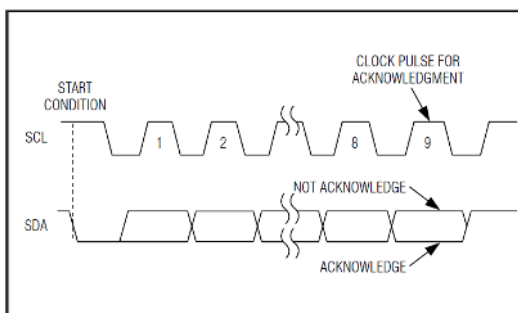 CLOCK PULSE FOR
ACKNOWLEDGMENT
START
CONDITION
SCL
1
2
8
9
NOT ACKNOWLEDGE
SDA
ACKNOWLEDGE